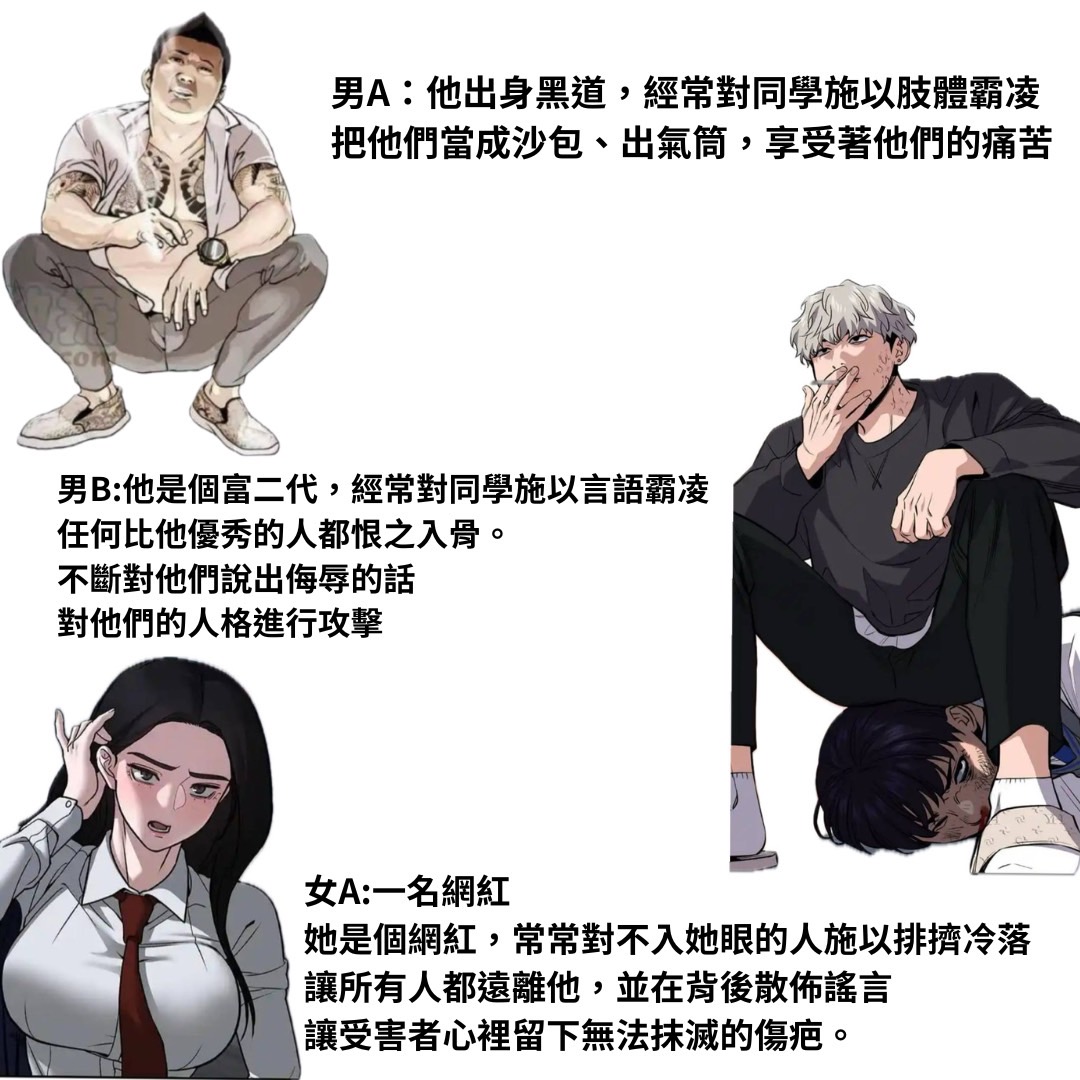 男A：他出身黑道，經常對同學施以肢體霸凌
把他們當成沙包、出氣筒，享受著他們的痛苦
男B:他是個富二代，經常對同學施以言語霸凌
任何比他優秀的人都恨之入骨。
不斷對他們說出侮辱的話
對他們的人格進行攻擊
女A:一名網紅
她是個網紅，常常對不入她眼的人施以排擠冷落
讓所有人都遠離他，並在背後散佈謠言
讓受害者心裡留下無法抹滅的傷疤。